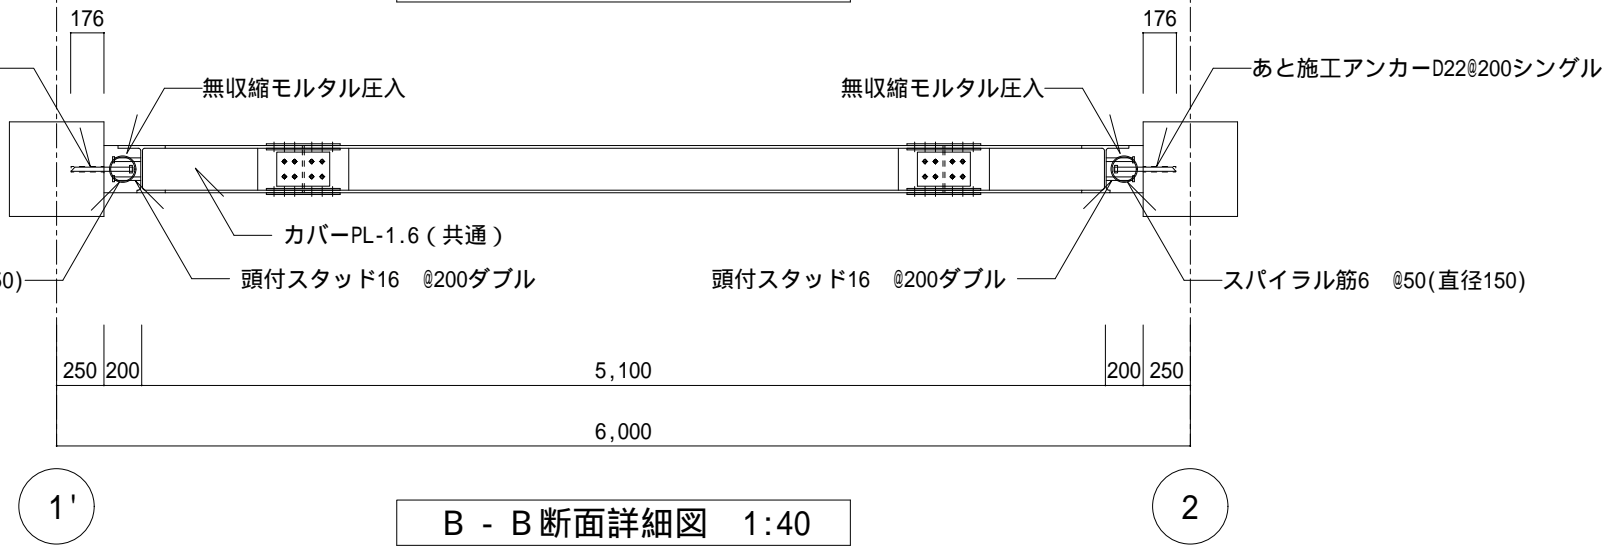 176
176
あと施工アンカーD22@200シングル
無収縮モルタル圧入
無収縮モルタル圧入
カバーPL-1.6(共通)
50)
頭付スタッド16 @200ダブル
頭付スタッド16 @200ダブル
スパイラル筋6 @50(直径150)
250
200
5,100
200
250
6,000
1'
B - B断面詳細図 1:40
2